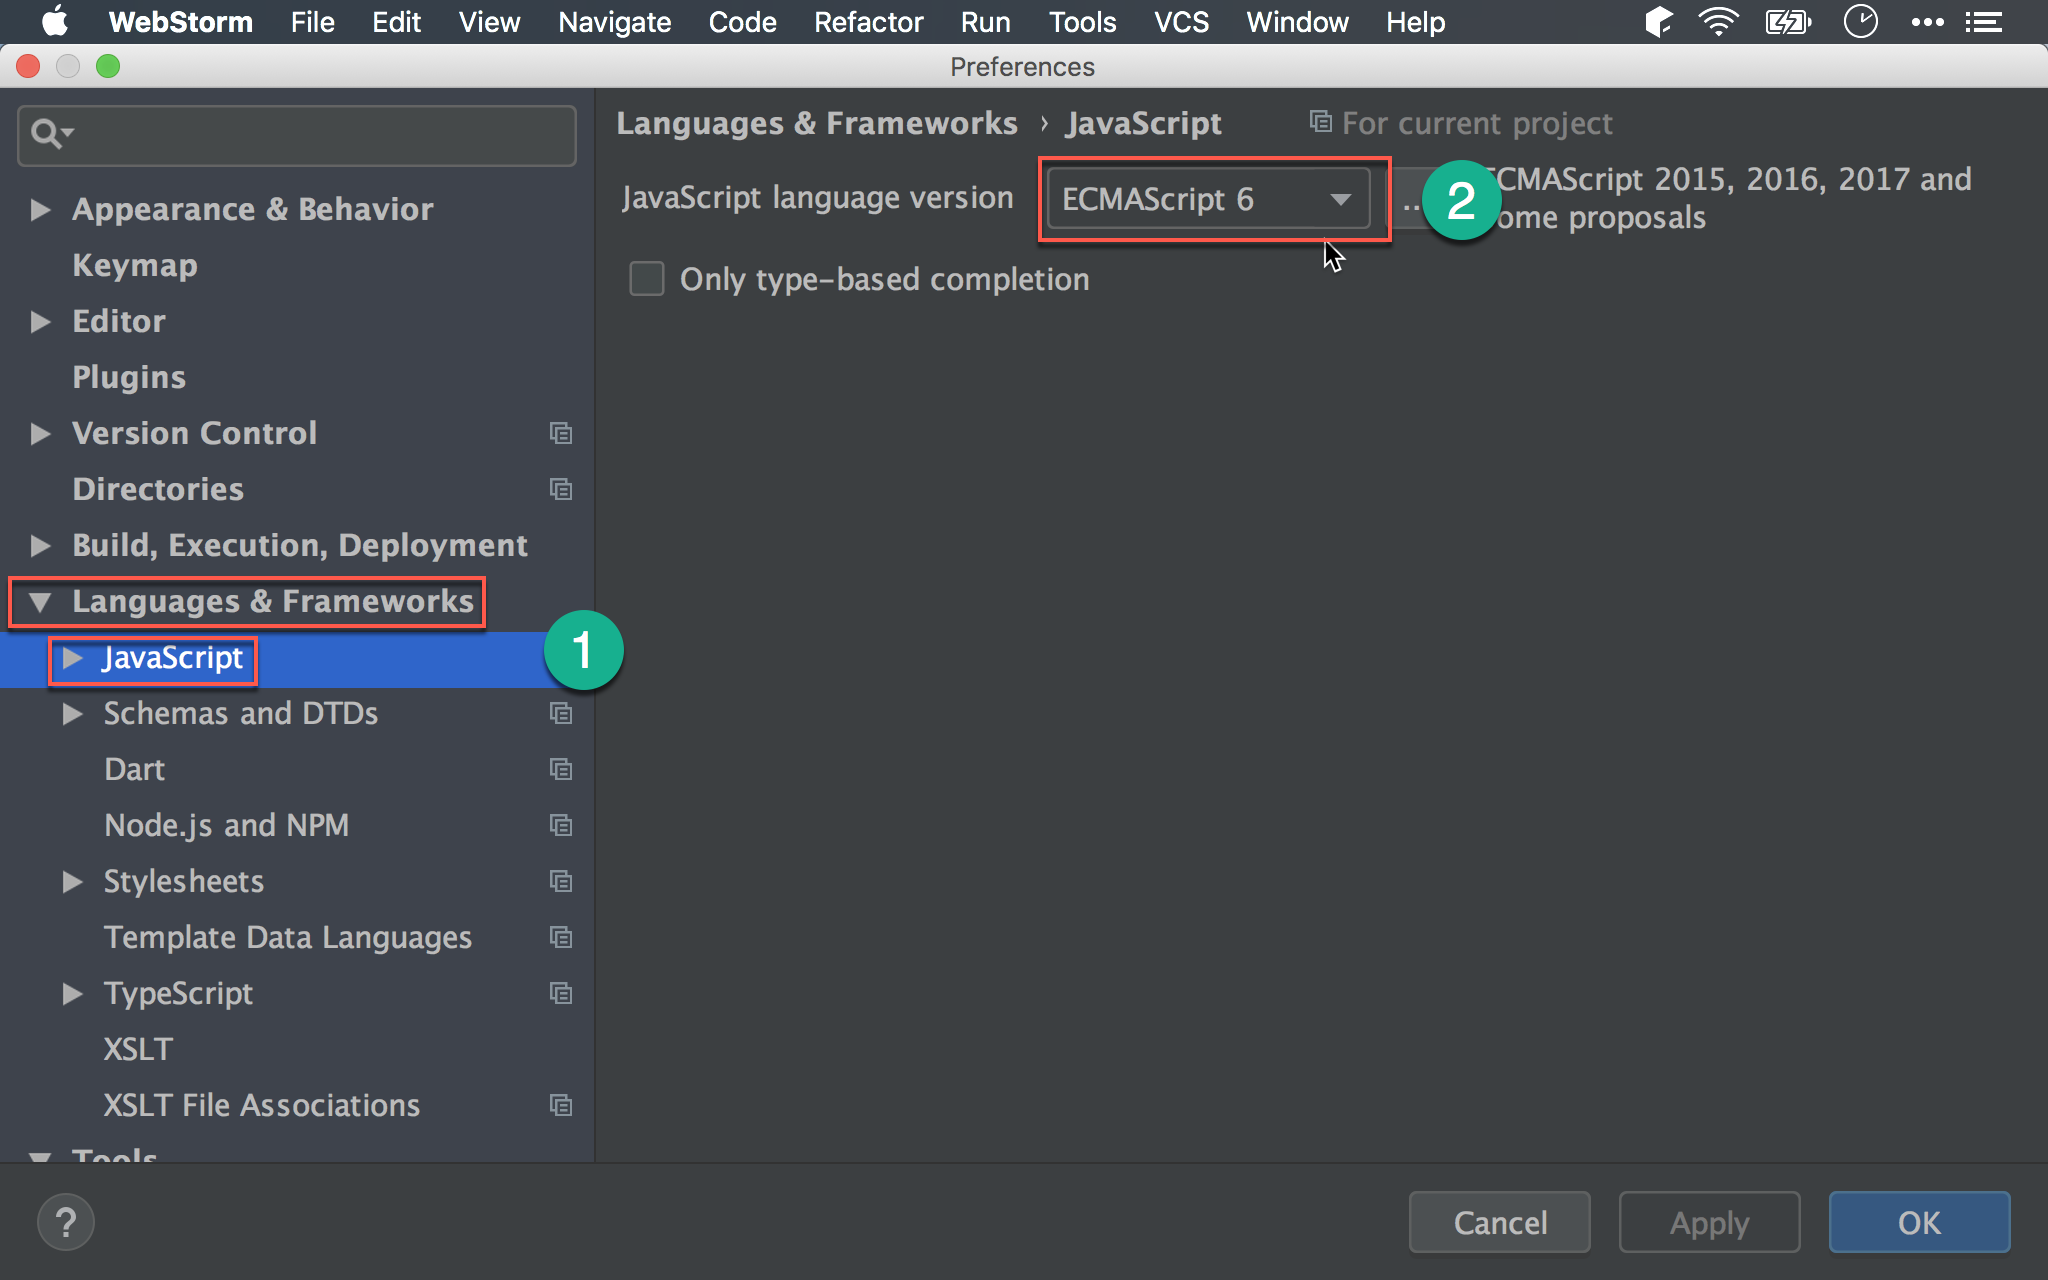 WebStorm File Edit View Navigate Code Refactor Run Tools VCS Window Help
Preferences
Appearance & Behavior
Keymap
Editor
Plugins
Version Control
Directories
Build, Execution, Deployment
Languages & Frameworks
JavaScript
1
Schemas and DTDs
Dart
Node.js and NPM
Stylesheets
Template Data Languages
TypeScript
XSLT
XSLT File Associations
Tools
Languages & Frameworks › JavaScript For current project
JavaScript language version ECMAScript 6 .. 2 CMAScript 2015, 2016, 2017 and
ome proposals
Only type-based completion
? Cancel Apply OK